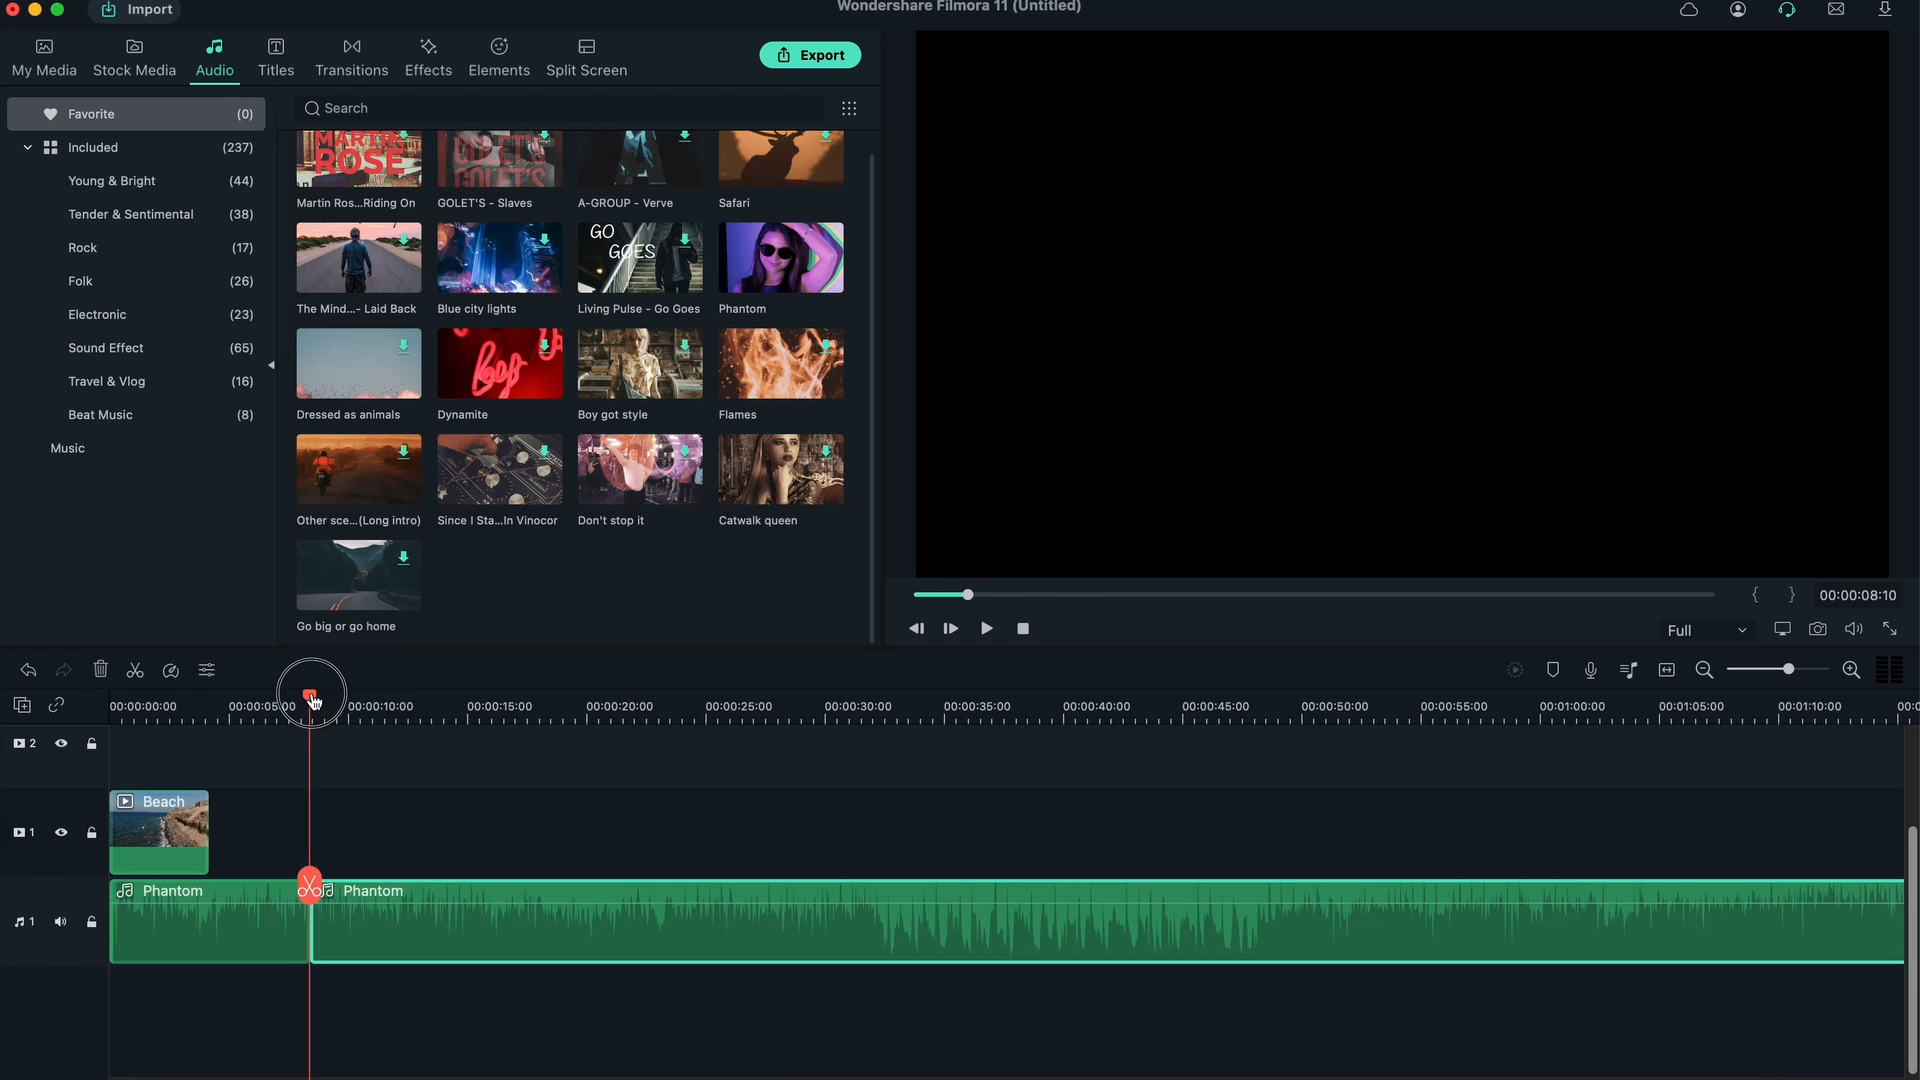 Wondershare Filmora 11 (Untitled)
Import
My Media
Stock Media
Audio
Titles
Transitions
Effects
Elements
Split Screen
Export
Favorite (0)
Included (237)
Young & Bright (44)
Tender & Sentimental (38)
Rock (17)
Folk (26)
Electronic (23)
Sound Effect (65)
Travel & Vlog (16)
Beat Music (8)
Music
Search
MARTIN
ROSE
GOLET'S
GOLET'S
A
Martin Ros...Riding On
GOLET'S - Slaves
A-GROUP - Verve
Safari
GO
GOES
The Mind...- Laid Back
Blue city lights
Living Pulse - Go Goes
Phantom
Dressed as animals
Dynamite
Boy got style
Flames
Other sce...(Long intro)
Since I Sta...In Vinocor
Don't stop it
Catwalk queen
Go big or go home
{ } 00:00:08:10
Full
00:00:00:00
00:00:05:00
00:00:10:00
00:00:15:00
00:00:20:00
00:00:25:00
00:00:30:00
00:00:35:00
00:00:40:00
00:00:45:00
00:00:50:00
00:00:55:00
00:01:00:00
00:01:05:00
00:01:10:00
00:0
2
1
Beach
1
Phantom
Phantom